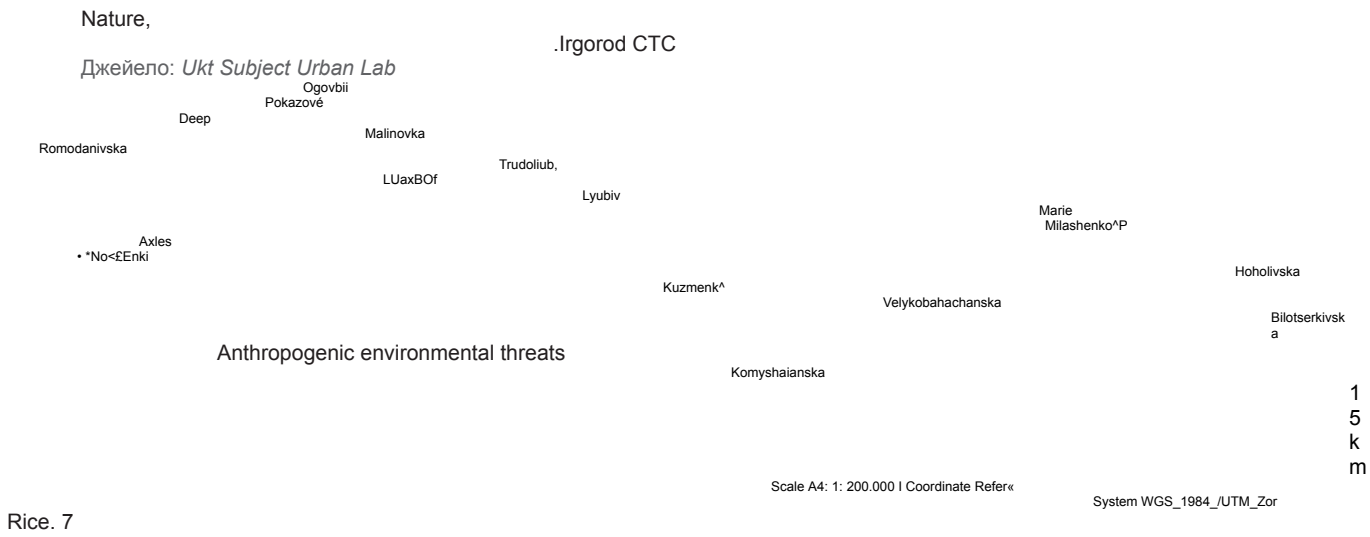 Nature,
.Irgorod CTC
Джейело: Ukt Subject Urban Lab
Ogovbii
Pokazové
Deep
Malinovka
Romodanivska
Trudoliub,
LUaxBOf
Lyubiv
Marie
Milashenko^P
Axles
• *No<£Enki
Hoholivska
Kuzmenk^
Velykobahachanska
Bilotserkivsk
a
Anthropogenic environmental threats
Komyshaianska
1
5
k
m
Scale A4: 1: 200.000 I Coordinate Refer«
System WGS_1984_/UTM_Zor
Rice. 7